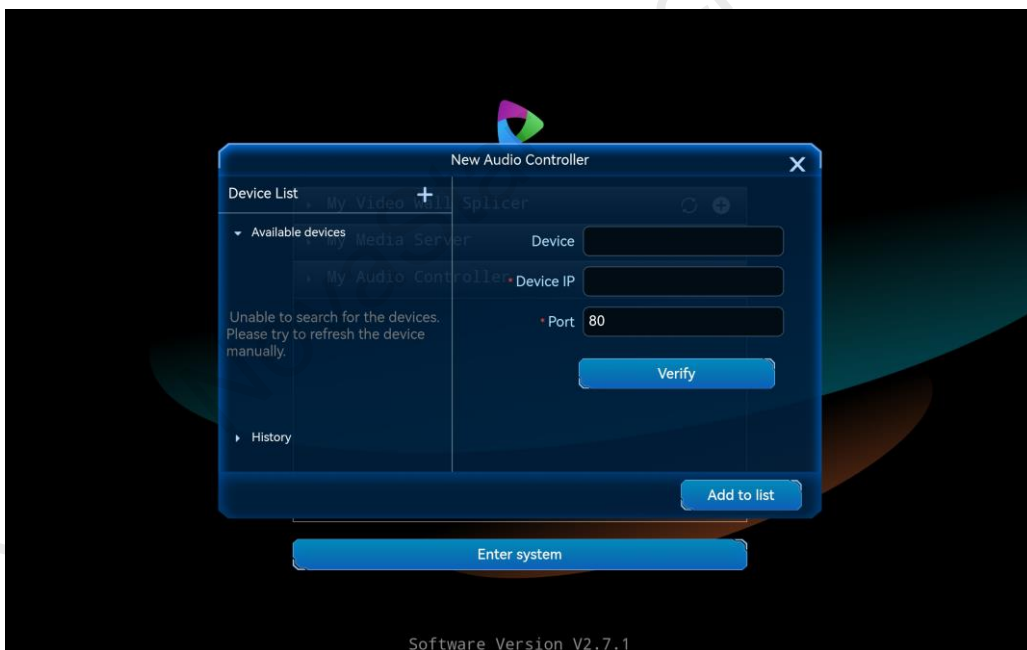 New Audio Controller
Device List
My Video Wall Splicer
Available devices
My Media Server
Device
My Audio Controller
* Device IP
Unable to search for the devices.
Please try to refresh the device
manually.
* Port 80
Verify
History
Add to list
Enter system
Software Version V2.7.1